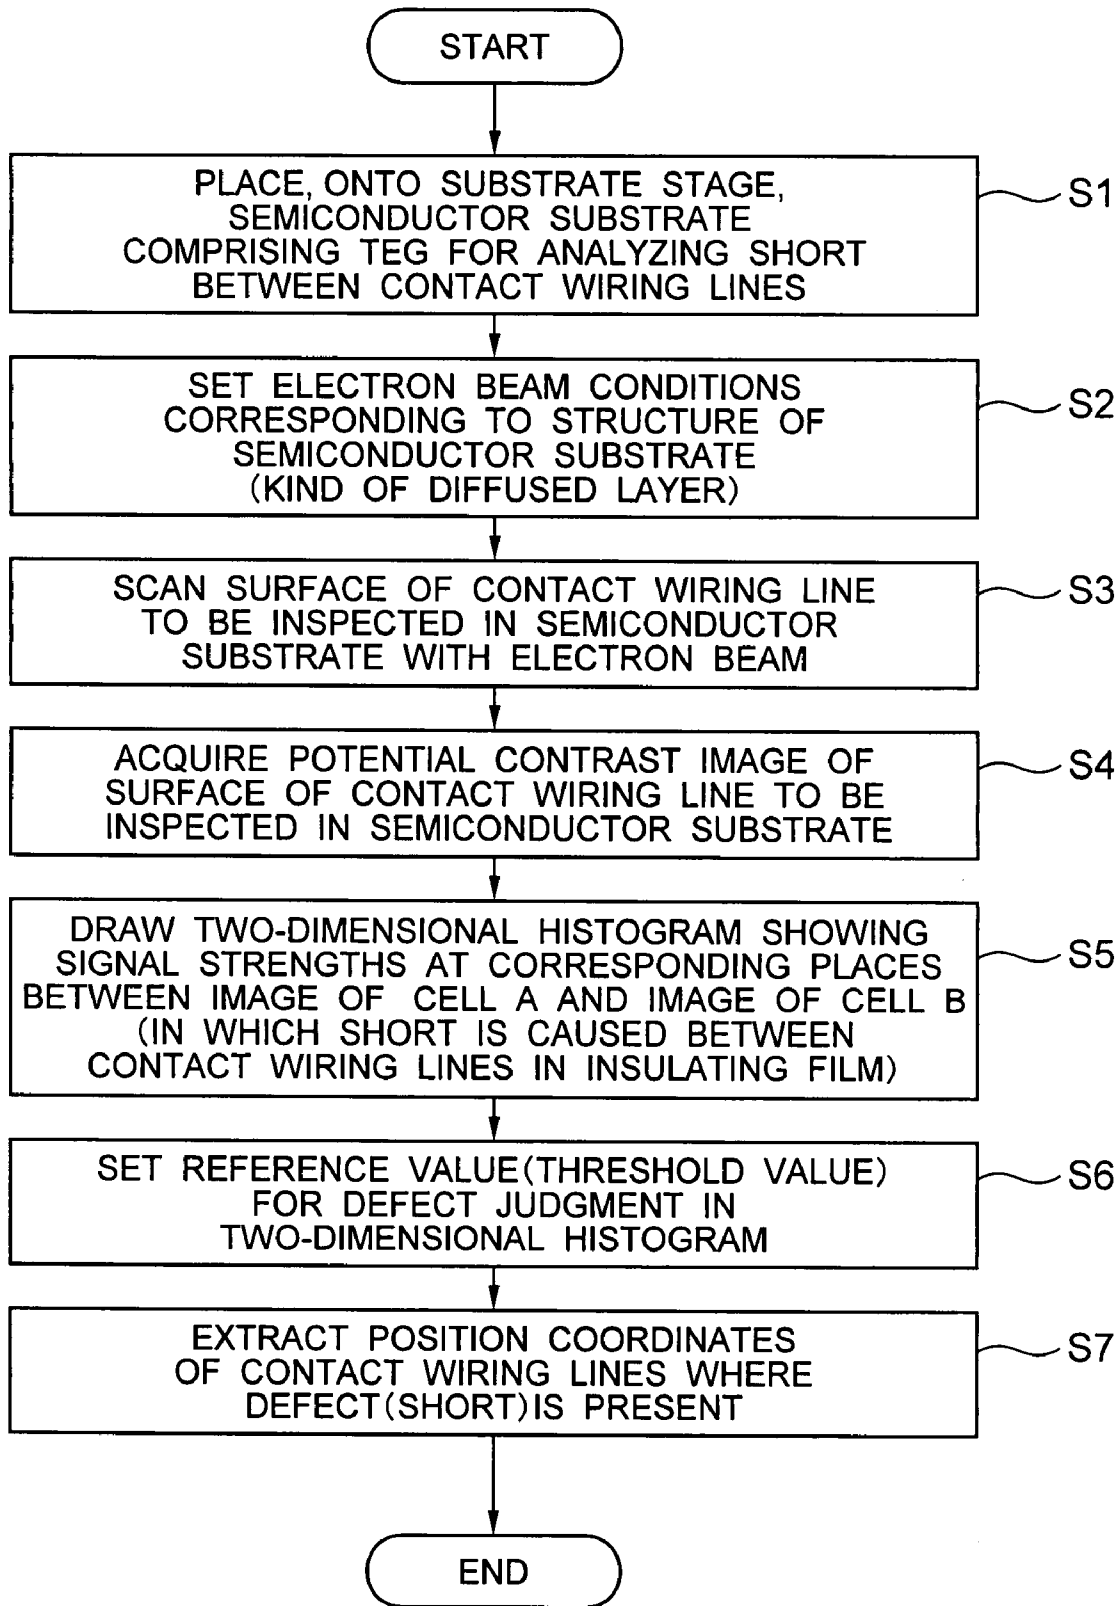 START
PLACE, ONTO SUBSTRATE STAGE,
SEMICONDUCTOR SUBSTRATE
COMPRISING TEG FOR ANALYZING SHORT
BETWEEN CONTACT WIRING LINES
S1
SET ELECTRON BEAM CONDITIONS
CORRESPONDING TO STRUCTURE OF
SEMICONDUCTOR SUBSTRATE
(KIND OF DIFFUSED LAYER)
S2
SCAN SURFACE OF CONTACT WIRING LINE
TO BE INSPECTED IN SEMICONDUCTOR
SUBSTRATE WITH ELECTRON BEAM
S3
ACQUIRE POTENTIAL CONTRAST IMAGE OF
SURFACE OF CONTACT WIRING LINE TO BE
INSPECTED IN SEMICONDUCTOR SUBSTRATE
S4
DRAW TWO-DIMENSIONAL HISTOGRAM SHOWING
SIGNAL STRENGTHS AT CORRESPONDING PLACES
BETWEEN IMAGE OF CELL A AND IMAGE OF CELL B
(IN WHICH SHORT IS CAUSED BETWEEN
CONTACT WIRING LINES IN INSULATING FILM)
S5
SET REFERENCE VALUE(THRESHOLD VALUE)
FOR DEFECT JUDGMENT IN
TWO-DIMENSIONAL HISTOGRAM
S6
EXTRACT POSITION COORDINATES
OF CONTACT WIRING LINES WHERE
DEFECT(SHORT)IS PRESENT
S7
END